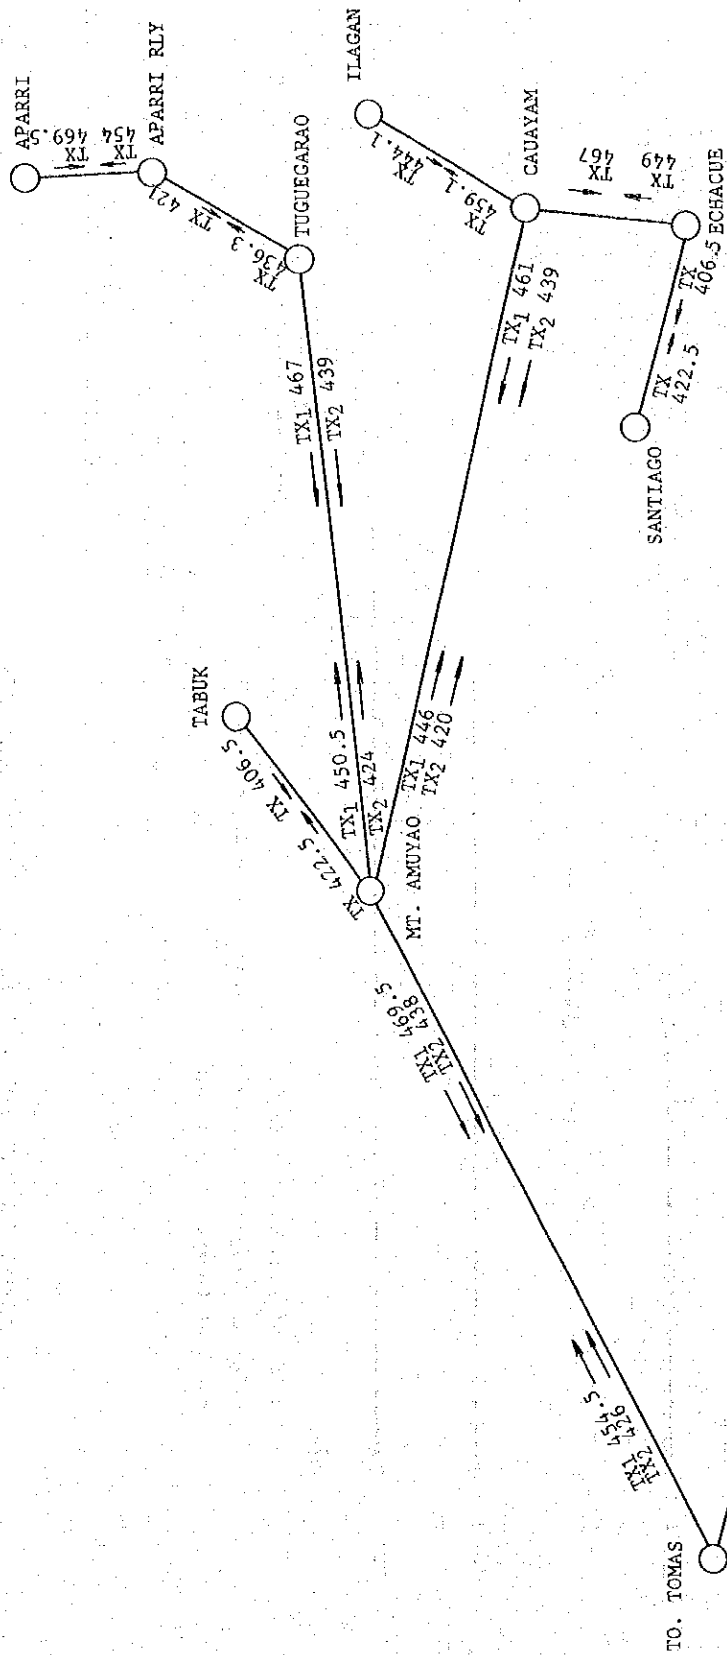 APARRI
TX 469.5
TX 454
APARRI RLY
TX 421
TX 436.3
TUGUEGARAO
TX1 467
TX2 439
ILAGAN
TX 444.1
TX 459.1
CAUAYAM
TX 467
TX 449
ECHACUE
TX 406.5
TX 422.5
SANTIAGO
TX1 461
TX2 439
TABUK
TX 406.5
TX 422.5
TX1 450.5
TX2 424
TX1 446
TX2 420
MT. AMUYAO
TX1 469.5
TX2 438
TX1 454.5
TX2 426
TO. TOMAS